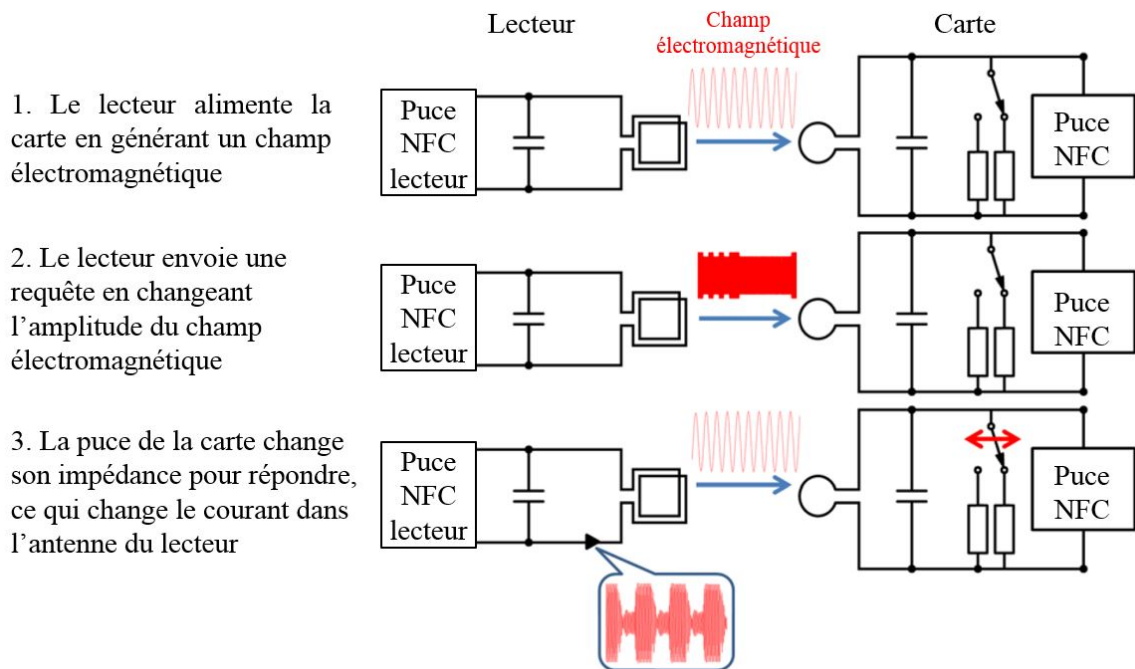 Lecteur
Champ
électromagnétique
Carte
1. Le lecteur alimente la
carte en générant un champ
électromagnétique
Puce
NFC
lecteur
Puce
NFC
2. Le lecteur envoie une
requête en changeant
l’amplitude du champ
électromagnétique
Puce
NFC
lecteur
Puce
NFC
3. La puce de la carte change
son impédance pour répondre,
ce qui change le courant dans
l’antenne du lecteur
Puce
NFC
lecteur
Puce
NFC